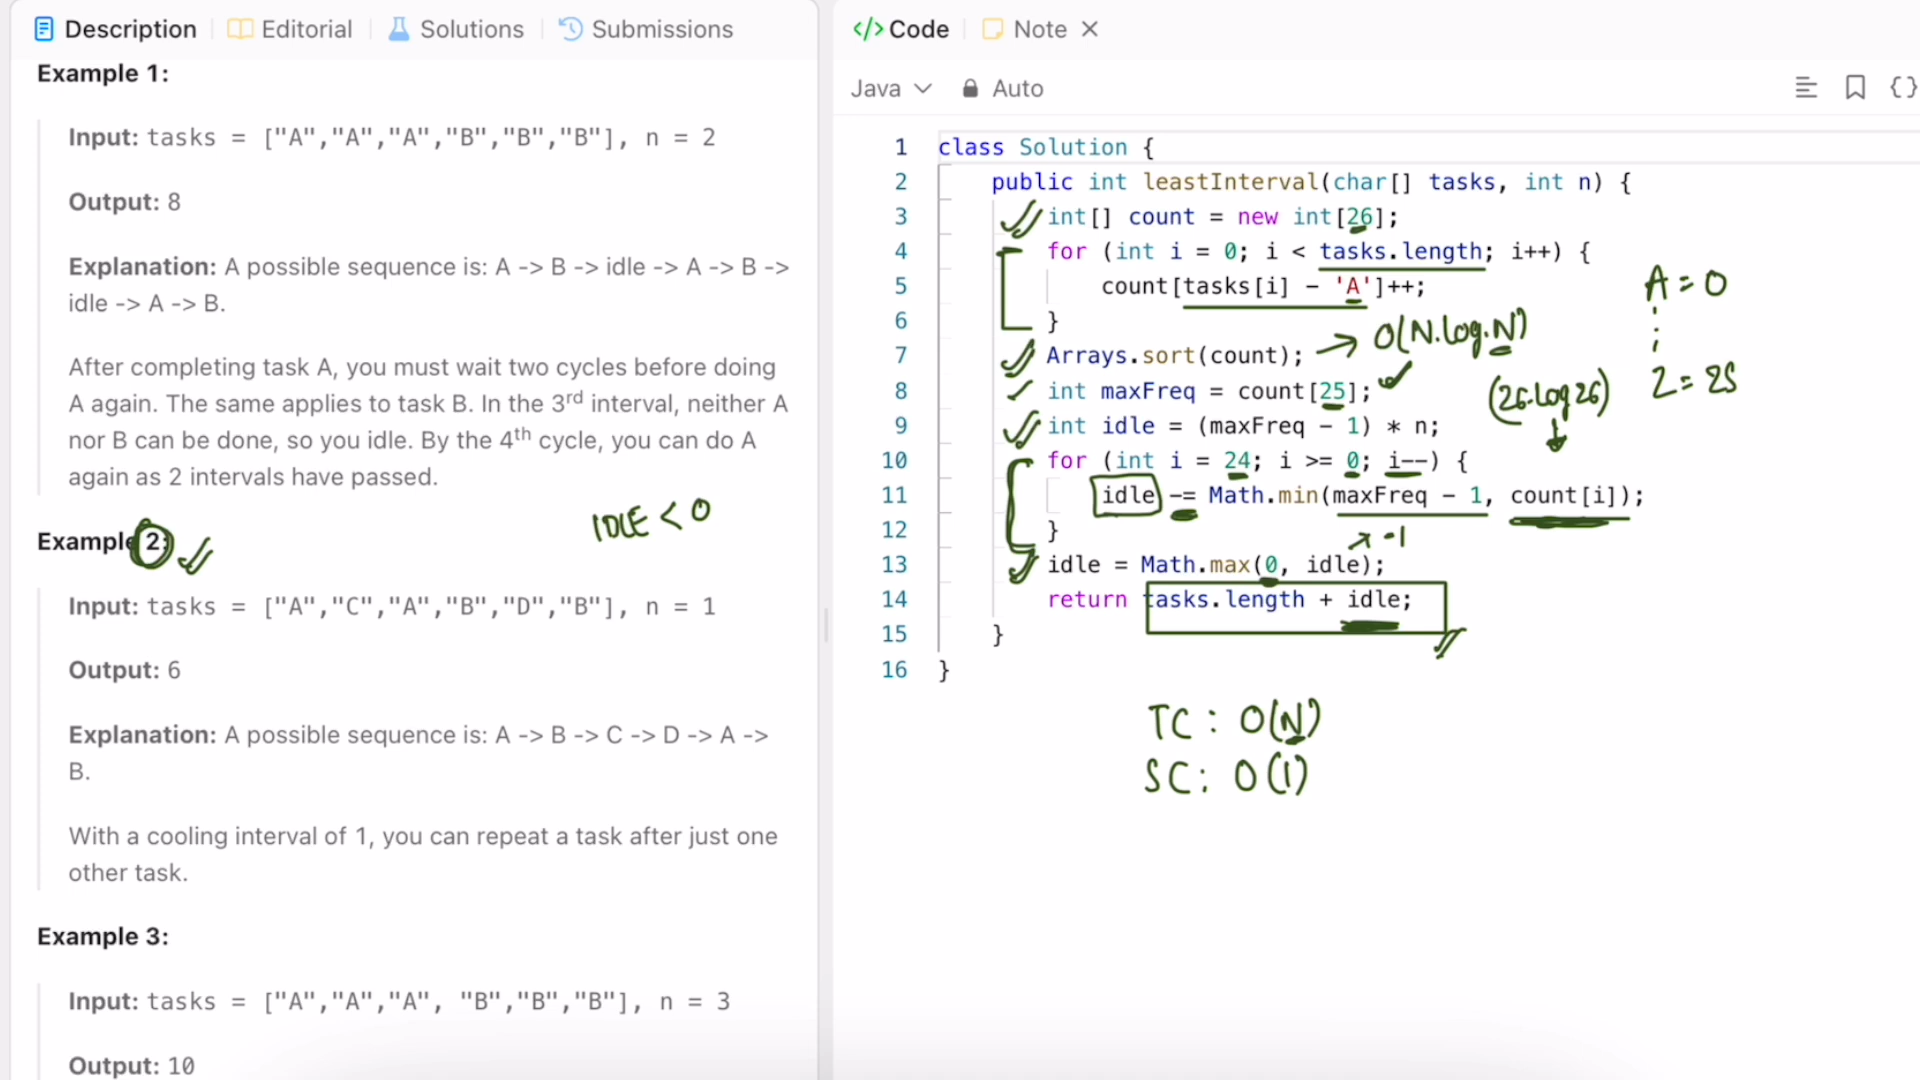 Description Editorial Solutions Submissions
Example 1:
Input: tasks = ["A","A","A","B","B","B"], n = 2
Output: 8
Explanation: A possible sequence is: A -> B -> idle -> A -> B ->
idle -> A -> B.
After completing task A, you must wait two cycles before doing
A again. The same applies to task B. In the 3rd interval, neither A
nor B can be done, so you idle. By the 4th cycle, you can do A
again as 2 intervals have passed.
IDLE < 0
Example 2:
Input: tasks = ["A","C","A","B","D","B"], n = 1
Output: 6
Explanation: A possible sequence is: A -> B -> C -> D -> A ->
B.
With a cooling interval of 1, you can repeat a task after just one
other task.
Example 3:
Input: tasks = ["A","A","A", "B","B","B"], n = 3
Output: 10
</> Code Note
Java Auto {}
1 class Solution {
2 public int leastInterval(char[] tasks, int n) {
3 int[] count = new int[26];
4 for (int i = 0; i < tasks.length; i++) {
5 count[tasks[i] - 'A']++;
6 }
7 Arrays.sort(count);
8 int maxFreq = count[25];
9 int idle = (maxFreq - 1) * n;
10 for (int i = 24; i >= 0; i--) {
11 idle -= Math.min(maxFreq - 1, count[i]);
12 }
13 idle = Math.max(0, idle);
14 return tasks.length + idle;
15 }
16 }
A = 0
Z = 25
→ O(N.log.N)
(26.log26)
-1
TC : O(N)
SC : O(1)